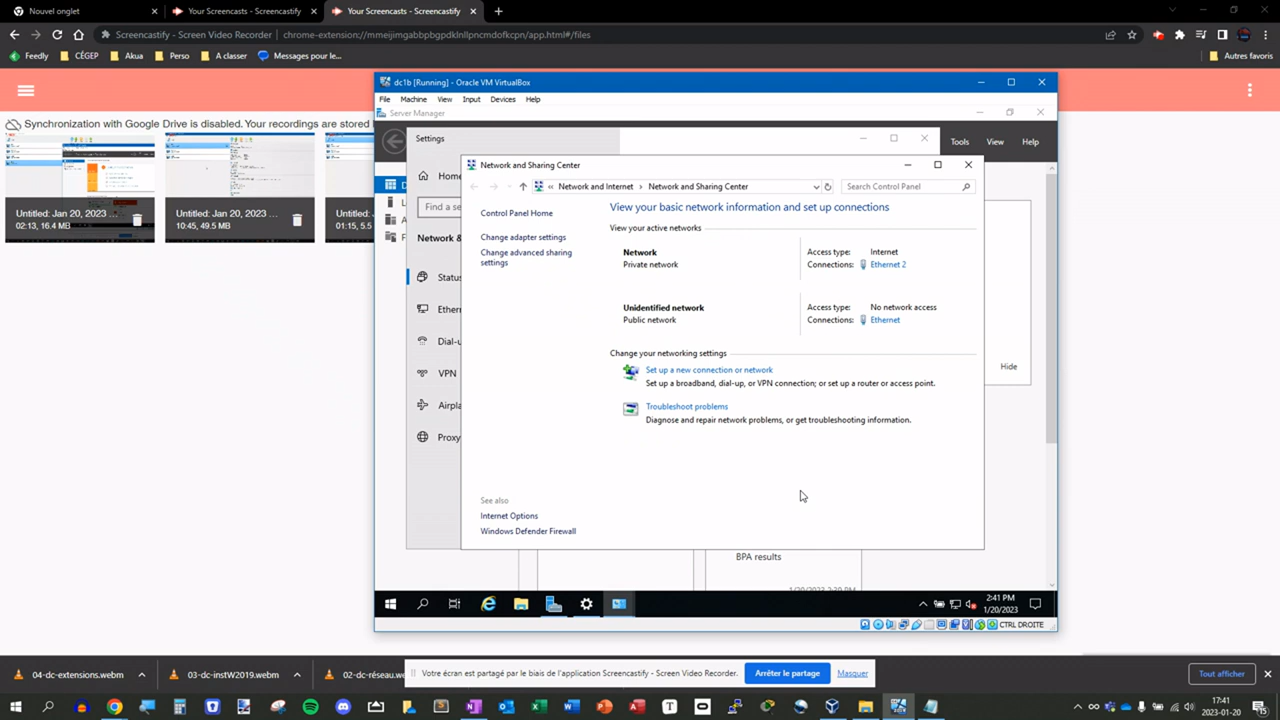 Nouvel onglet
Your Screencasts - Screencastify
Your Screencasts - Screencastify
Screencastify - Screen Video Recorder
chrome-extension://mmeijimgabbpbgpdklnllpncmdofkcpn/app.html#/files
Feedly
CÉGEP
Akua
Perso
A classer
Messages pour le...
Autres favoris
Synchronization with Google Drive is disabled. Your recordings are stored
Untitled: Jan 20, 2023 ...
02:13, 16.4 MB
Untitled: Jan 20, 2023 ...
10:45, 49.5 MB
Untitled: Ja
01:15, 5.5
dc1b [Running] - Oracle VM VirtualBox
File
Machine
View
Input
Devices
Help
Server Manager
Tools
View
Help
Settings
Home
Find a se
Network &
Status
Ethern
Dial-u
VPN
Airpla
Proxy
Network and Sharing Center
Network and Internet
Network and Sharing Center
Search Control Panel
Control Panel Home
Change adapter settings
Change advanced sharing
settings
View your basic network information and set up connections
View your active networks
Network
Private network
Access type:
Internet
Connections:
Ethernet 2
Unidentified network
Public network
Access type:
No network access
Connections:
Ethernet
Change your networking settings
Set up a new connection or network
Set up a broadband, dial-up, or VPN connection; or set up a router or access point.
Troubleshoot problems
Diagnose and repair network problems, or get troubleshooting information.
See also
Internet Options
Windows Defender Firewall
Hide
BPA results
1/20/2023 2:39 PM
2:41 PM
1/20/2023
CTRL DROITE
04-dc-extensions.webm
03-dc-instW2019.webm
02-dc-réseau.we
Votre écran est partagé par le biais de l'application Screencastify - Screen Video Recorder.
Arrêter le partage
Masquer
Tout afficher
17:41
2023-01-20
15